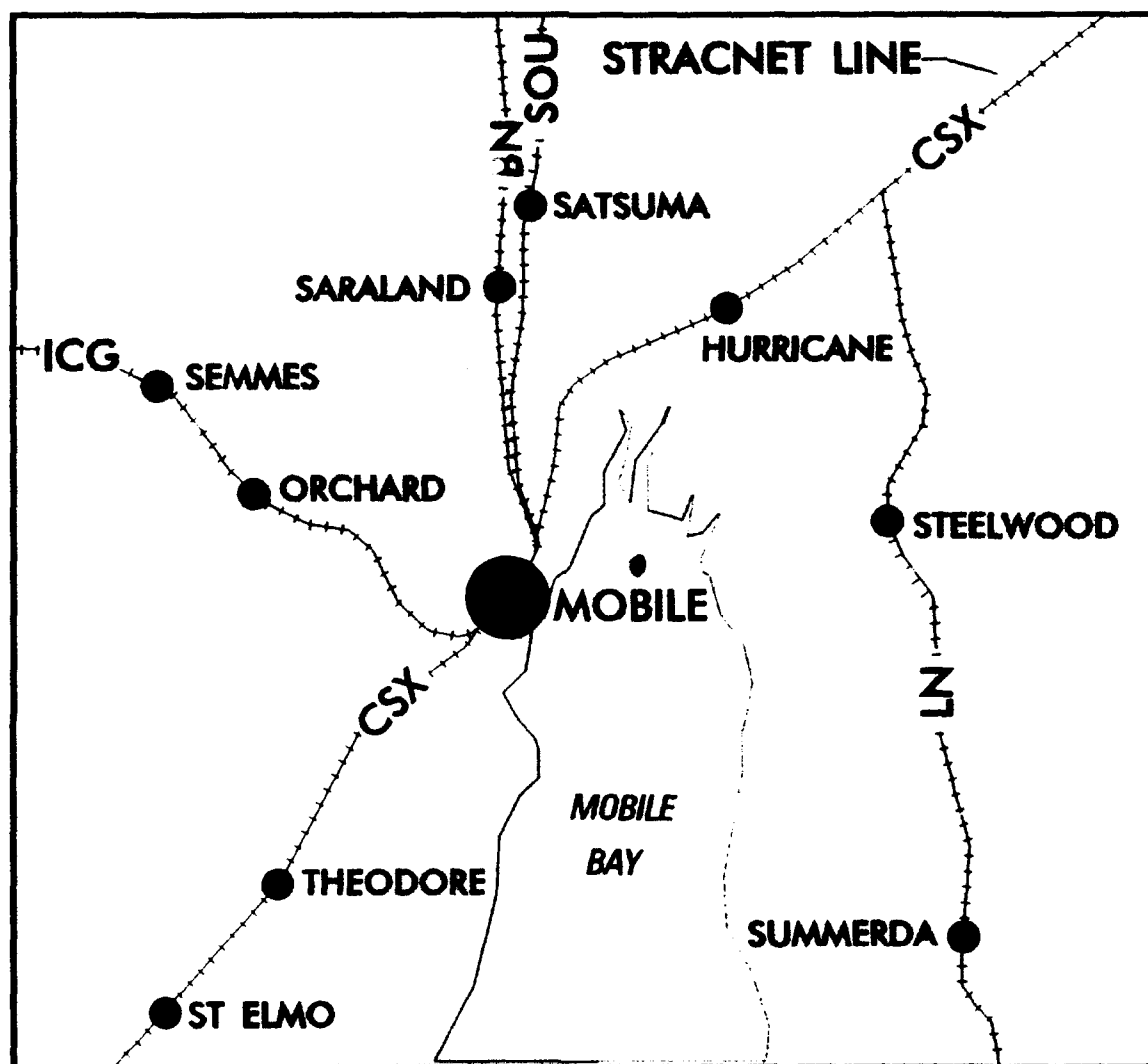 STRACNET LINE
SOU
BN
CSX
SATSUMA
SARALAND
HURRICANE
ICG
SEMMES
ORCHARD
STEELWOOD
MOBILE
LN
CSX
MOBILE
BAY
THEODORE
SUMMERDA
ST ELMO